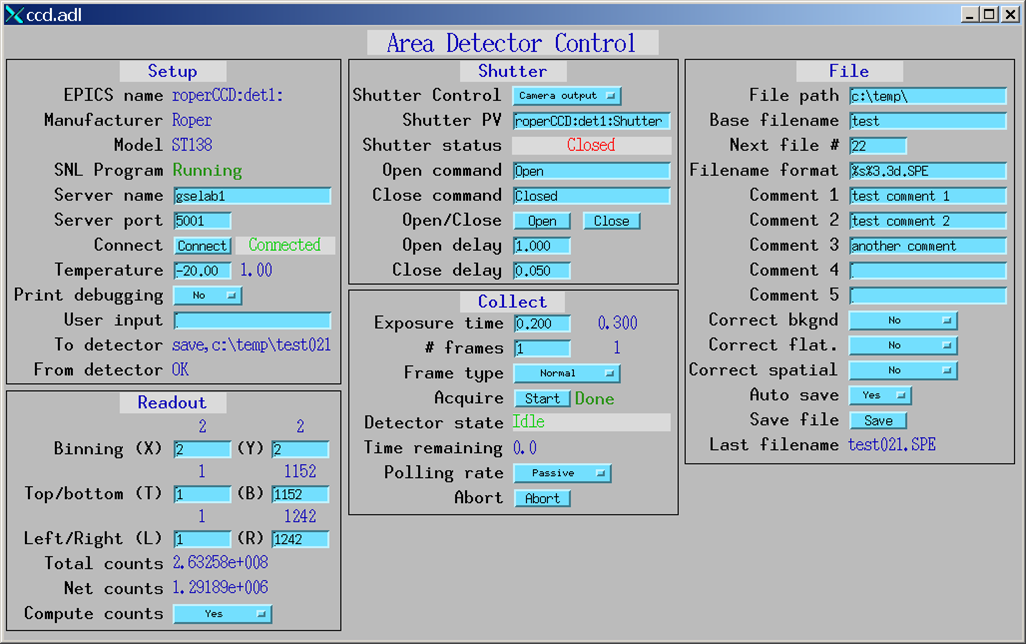 ccd.adl
Area Detector Control
Setup
EPICS name roperCCD:det1:
Manufacturer Roper
Model ST138
SNL Program Running
Server name gselab1
Server port 5001
Connect Connect Connected
Temperature -20.00 1.00
Print debugging No
User input
To detector save,c:\temp\test021
From detector OK
Readout
2 2
Binning (X) 2 (Y) 2
1 1152
Top/bottom (T) 1 (B) 1152
1 1242
Left/Right (L) 1 (R) 1242
Total counts 2.63258e+008
Net counts 1.29189e+006
Compute counts Yes
Shutter
Shutter Control Camera output
Shutter PV roperCCD:det1:Shutter
Shutter status Closed
Open command Open
Close command Closed
Open/Close Open Close
Open delay 1.000
Close delay 0.050
Collect
Exposure time 0.200 0.300
# frames 1 1
Frame type Normal
Acquire Start Done
Detector state Idle
Time remaining 0.0
Polling rate Passive
Abort Abort
File
File path c:\temp\
Base filename test
Next file # 22
Filename format %s%3.3d.SPE
Comment 1 test comment 1
Comment 2 test comment 2
Comment 3 another comment
Comment 4
Comment 5
Correct bkgnd No
Correct flat. No
Correct spatial No
Auto save Yes
Save file Save
Last filename test021.SPE